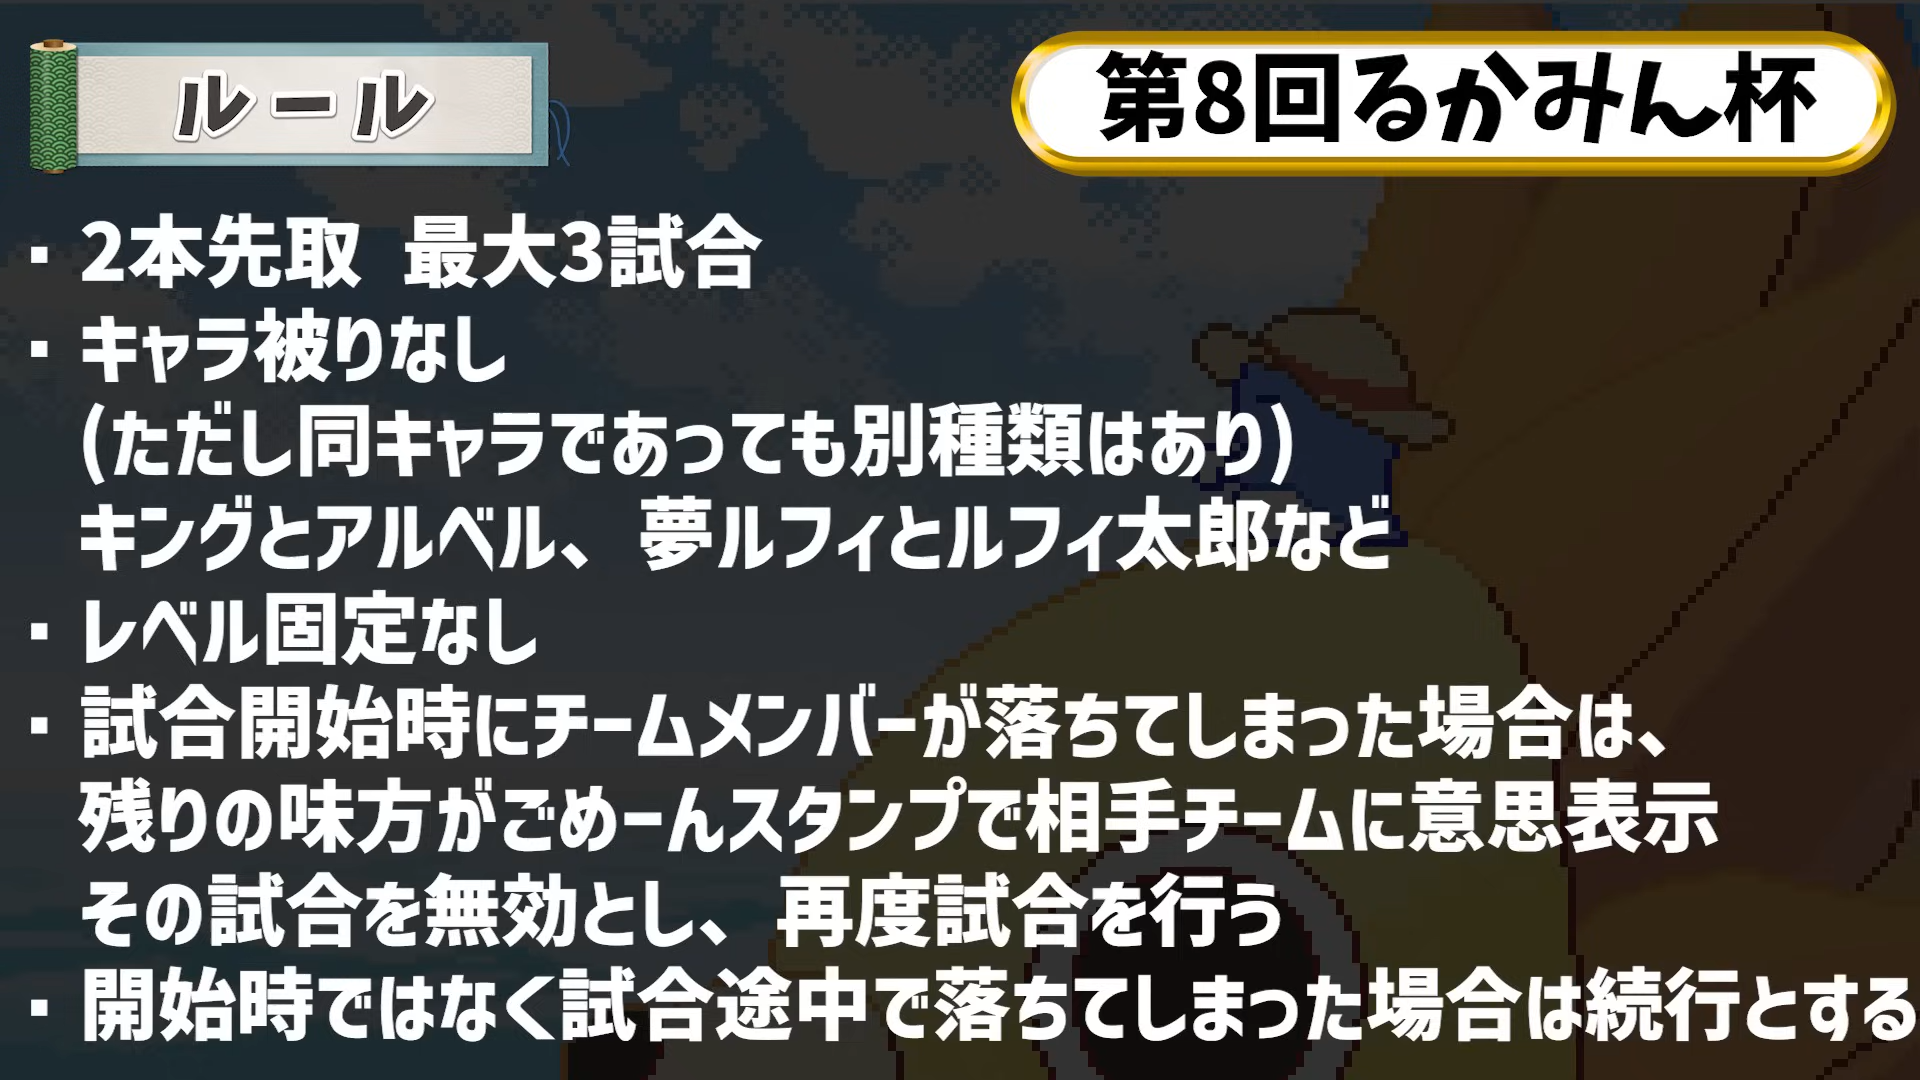 ルール
第8回るかみん杯
・2本先取 最大3試合
・キャラ被りなし
(ただし同キャラであっても別種類はあり)
キングとアルベル、夢ルフィとルフィ太郎など
・レベル固定なし
・試合開始時にチームメンバーが落ちてしまった場合は、
残りの味方がごめーんスタンプで相手チームに意思表示
その試合を無効とし、再度試合を行う
・開始時ではなく試合途中で落ちてしまった場合は続行とする